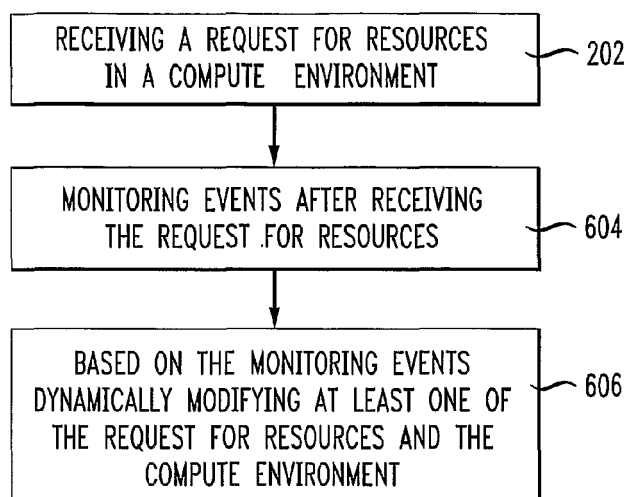 RECEIVING A REQUEST FOR RESOURCES
IN A COMPUTE ENVIRONMENT
202
MONITORING EVENTS AFTER RECEIVING
THE REQUEST .FOR RESOURCES
604
BASED ON THE MONITORING EVENTS
DYNAMICALLY MODIFYING AT LEAST ONE OF
THE REQUEST FOR RESOURCES AND THE
COMPUTE ENVIRONMENT
606